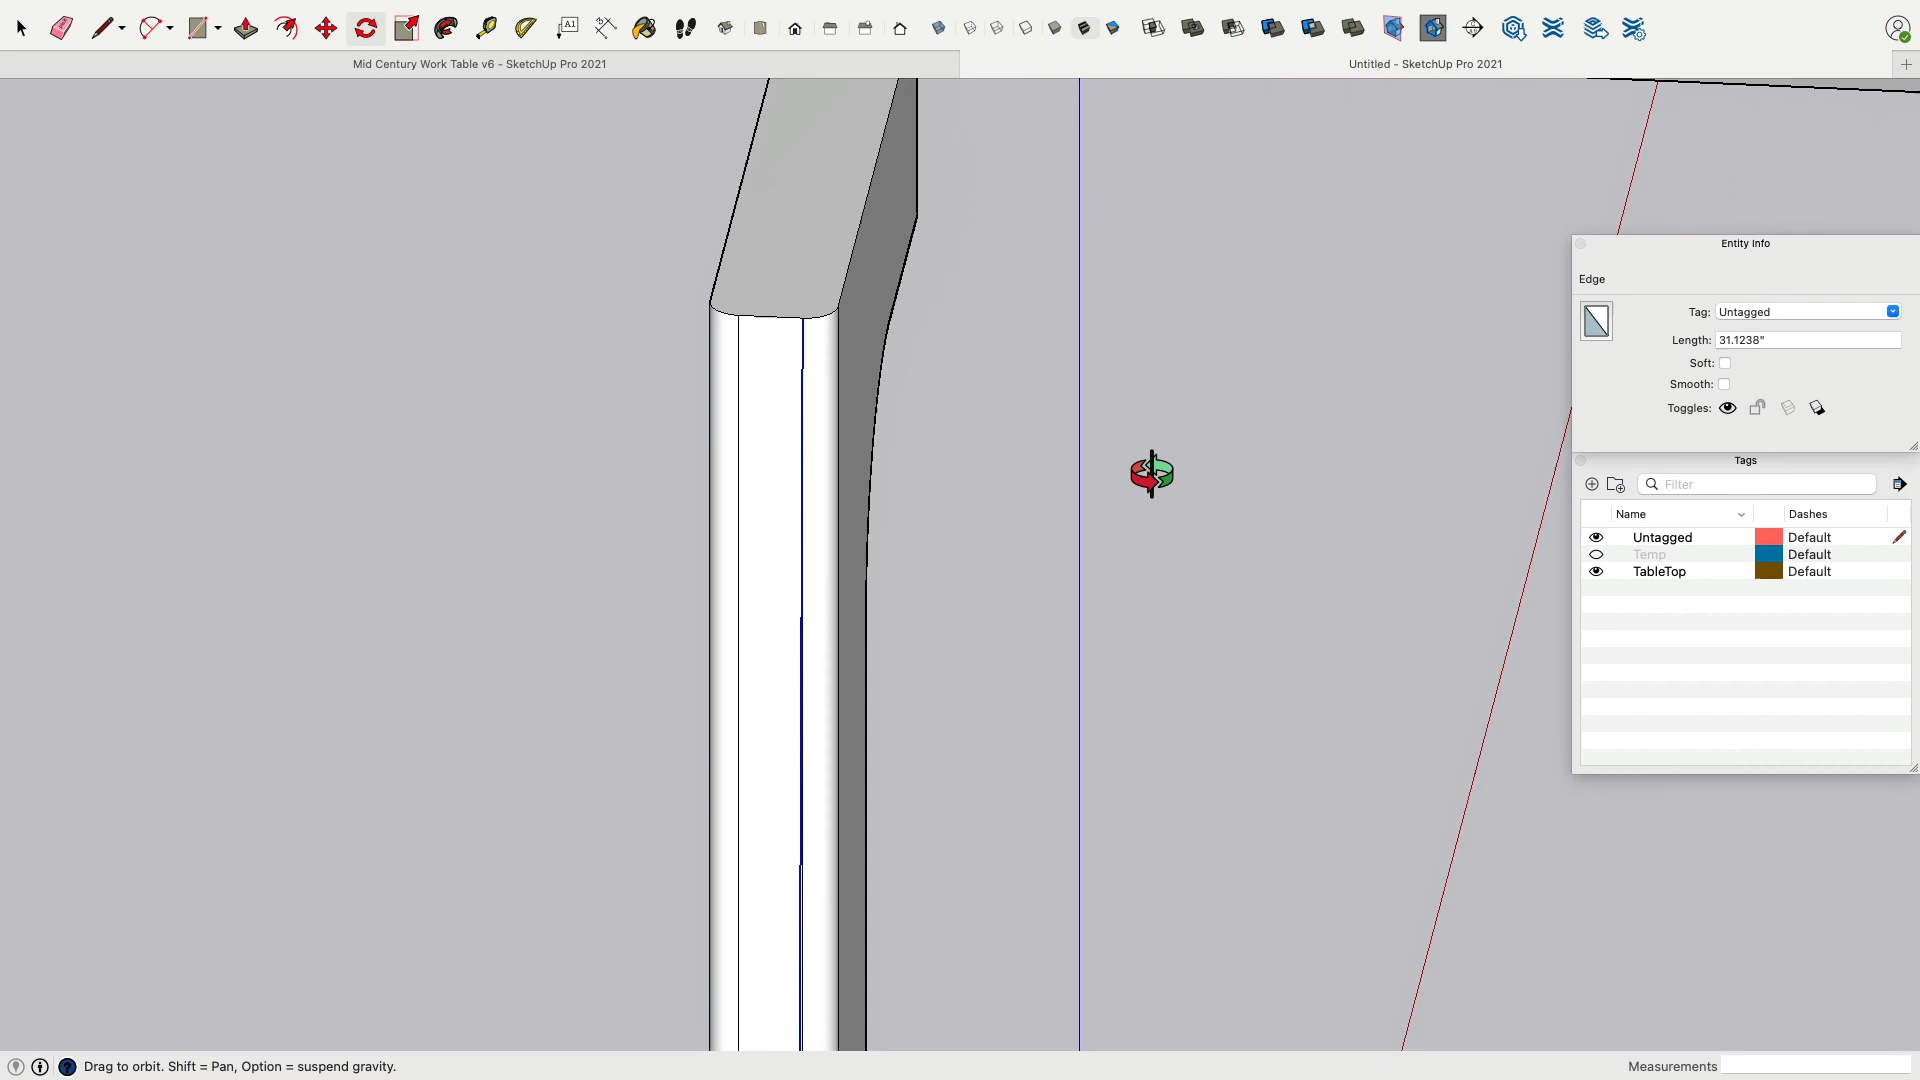 A1
Mid Century Work Table v6 - SketchUp Pro 2021
Untitled - SketchUp Pro 2021
Entity Info
Edge
Tag: Untagged
Length: 31.1238"
Soft:
Smooth:
Toggles:
Tags
Filter
Name Dashes
Untagged Default
Temp Default
TableTop Default
Drag to orbit. Shift = Pan, Option = suspend gravity.
Measurements